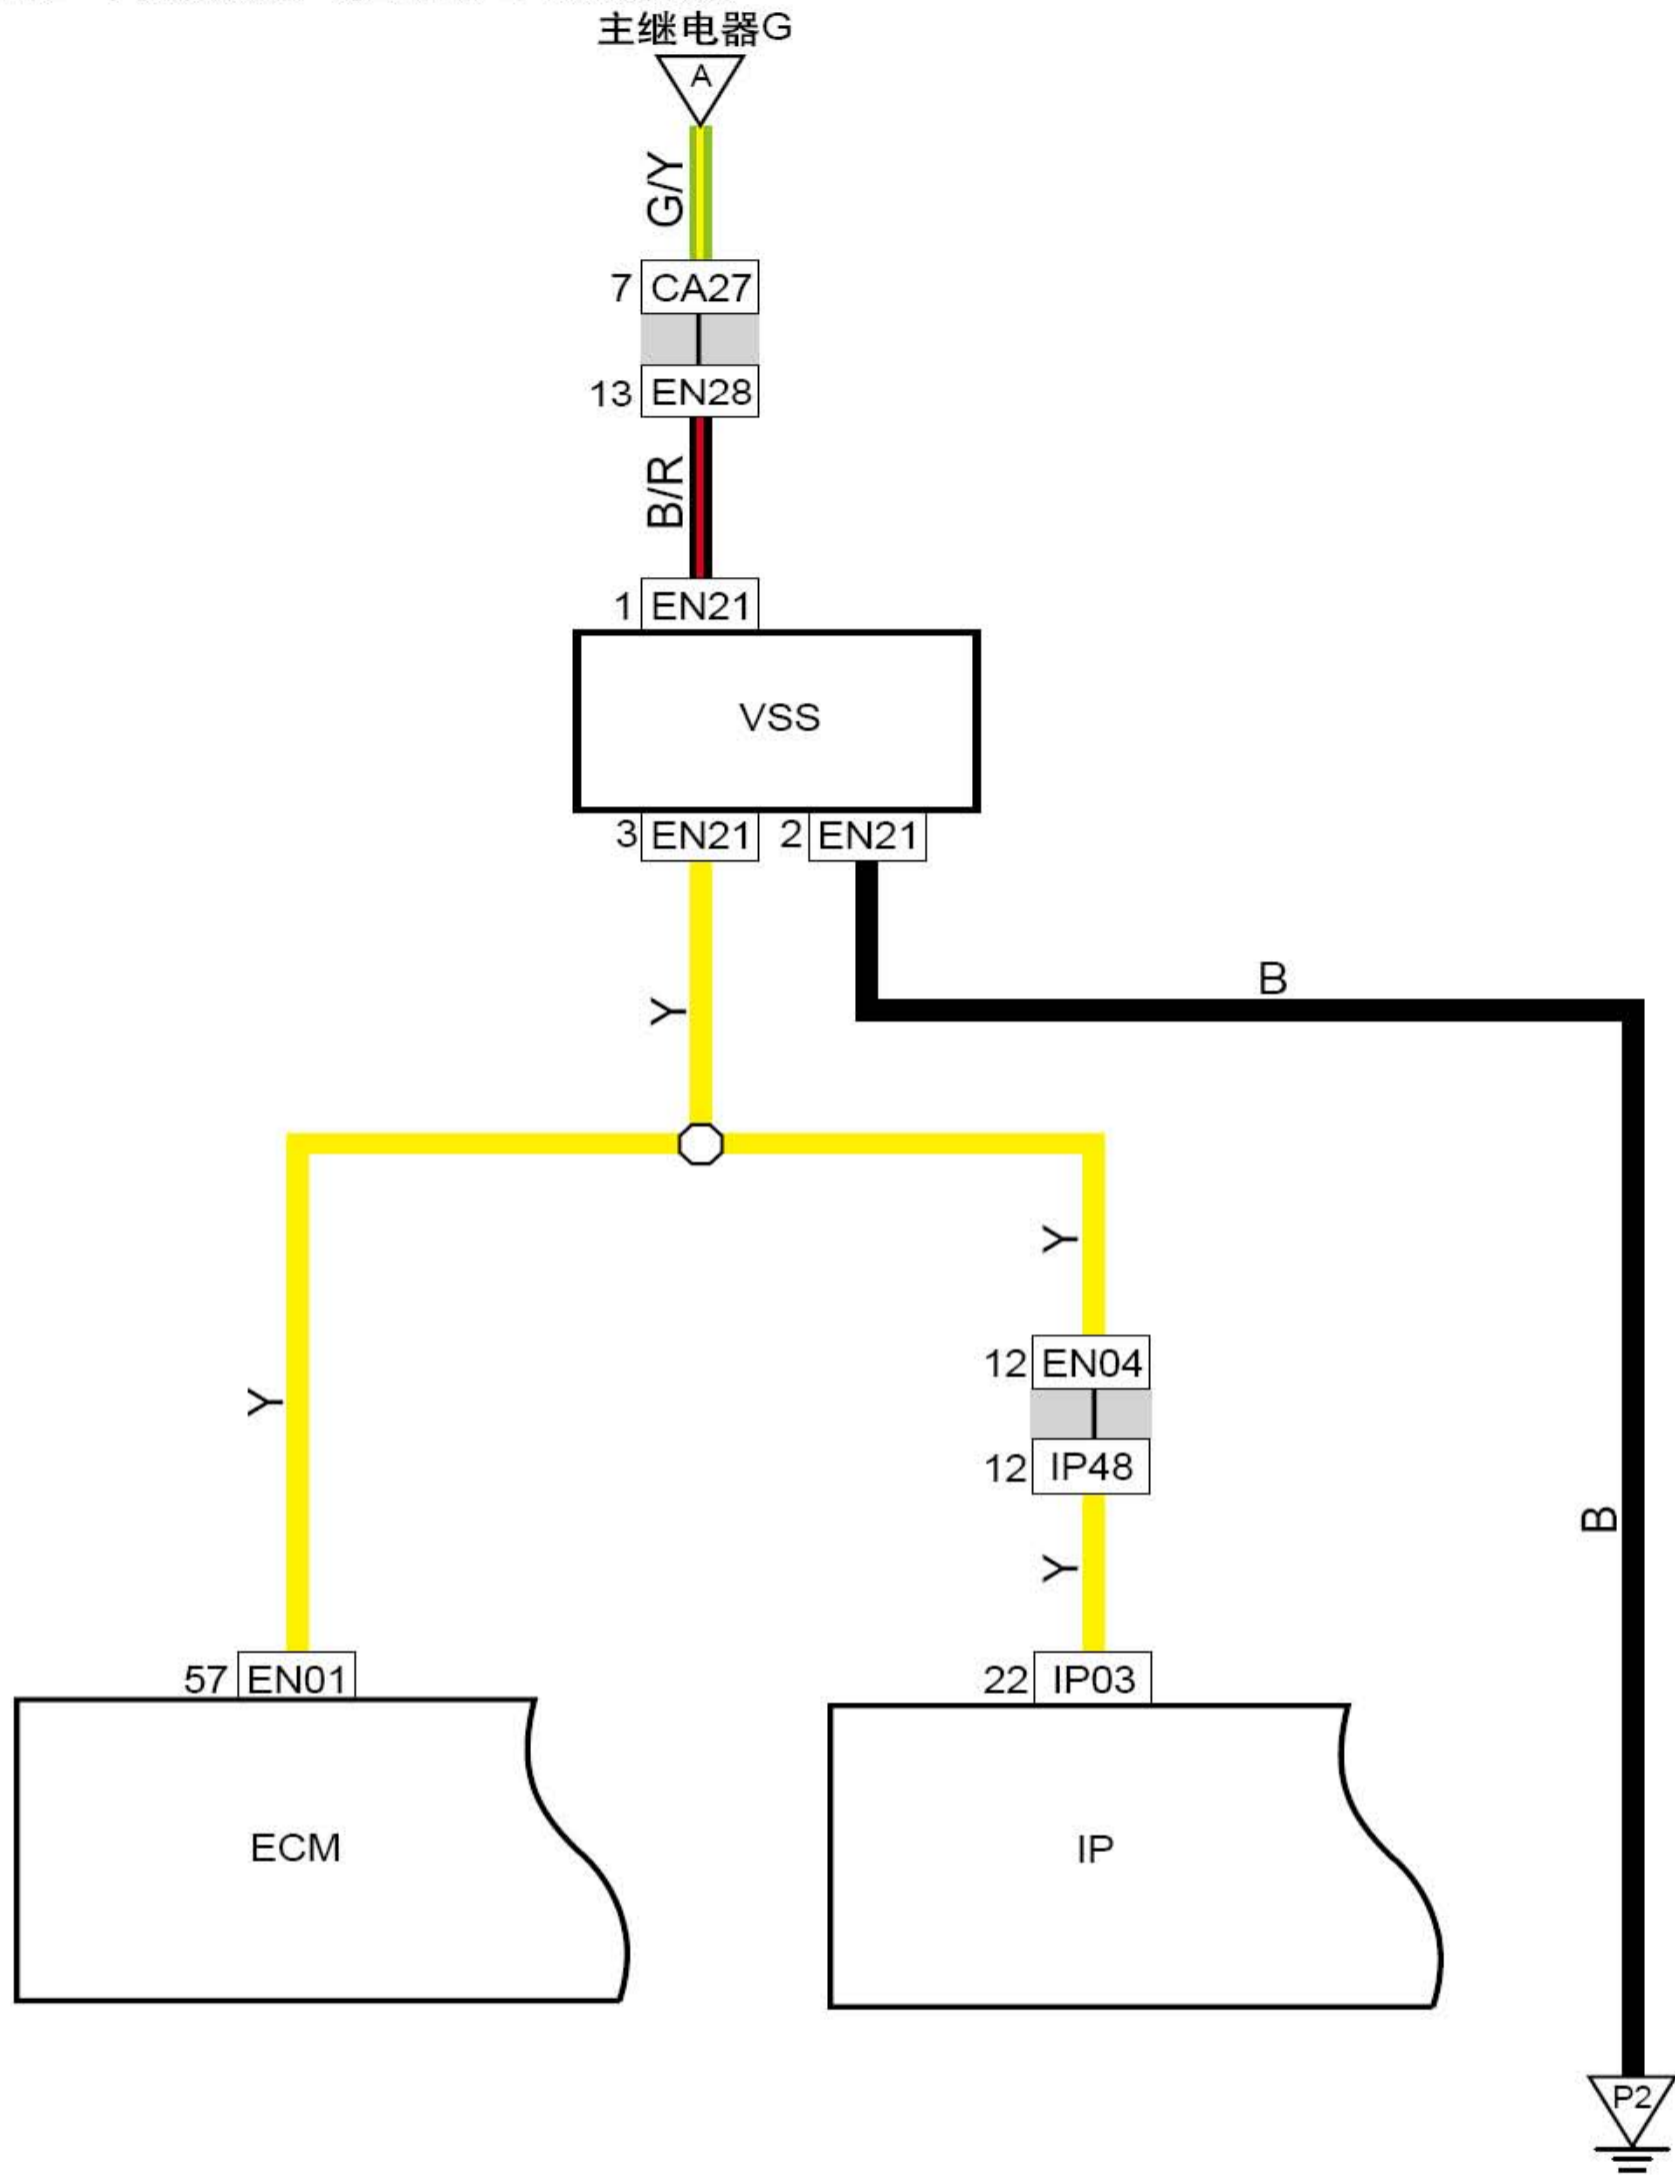 主继电器G
A
G/Y
7 CA27
13 EN28
B/R
1 EN21
VSS
3 EN21 2 EN21
B
Y
Y
12 EN04
Y
12 IP48
B
Y
57 EN01 22 IP03
ECM IP
P2